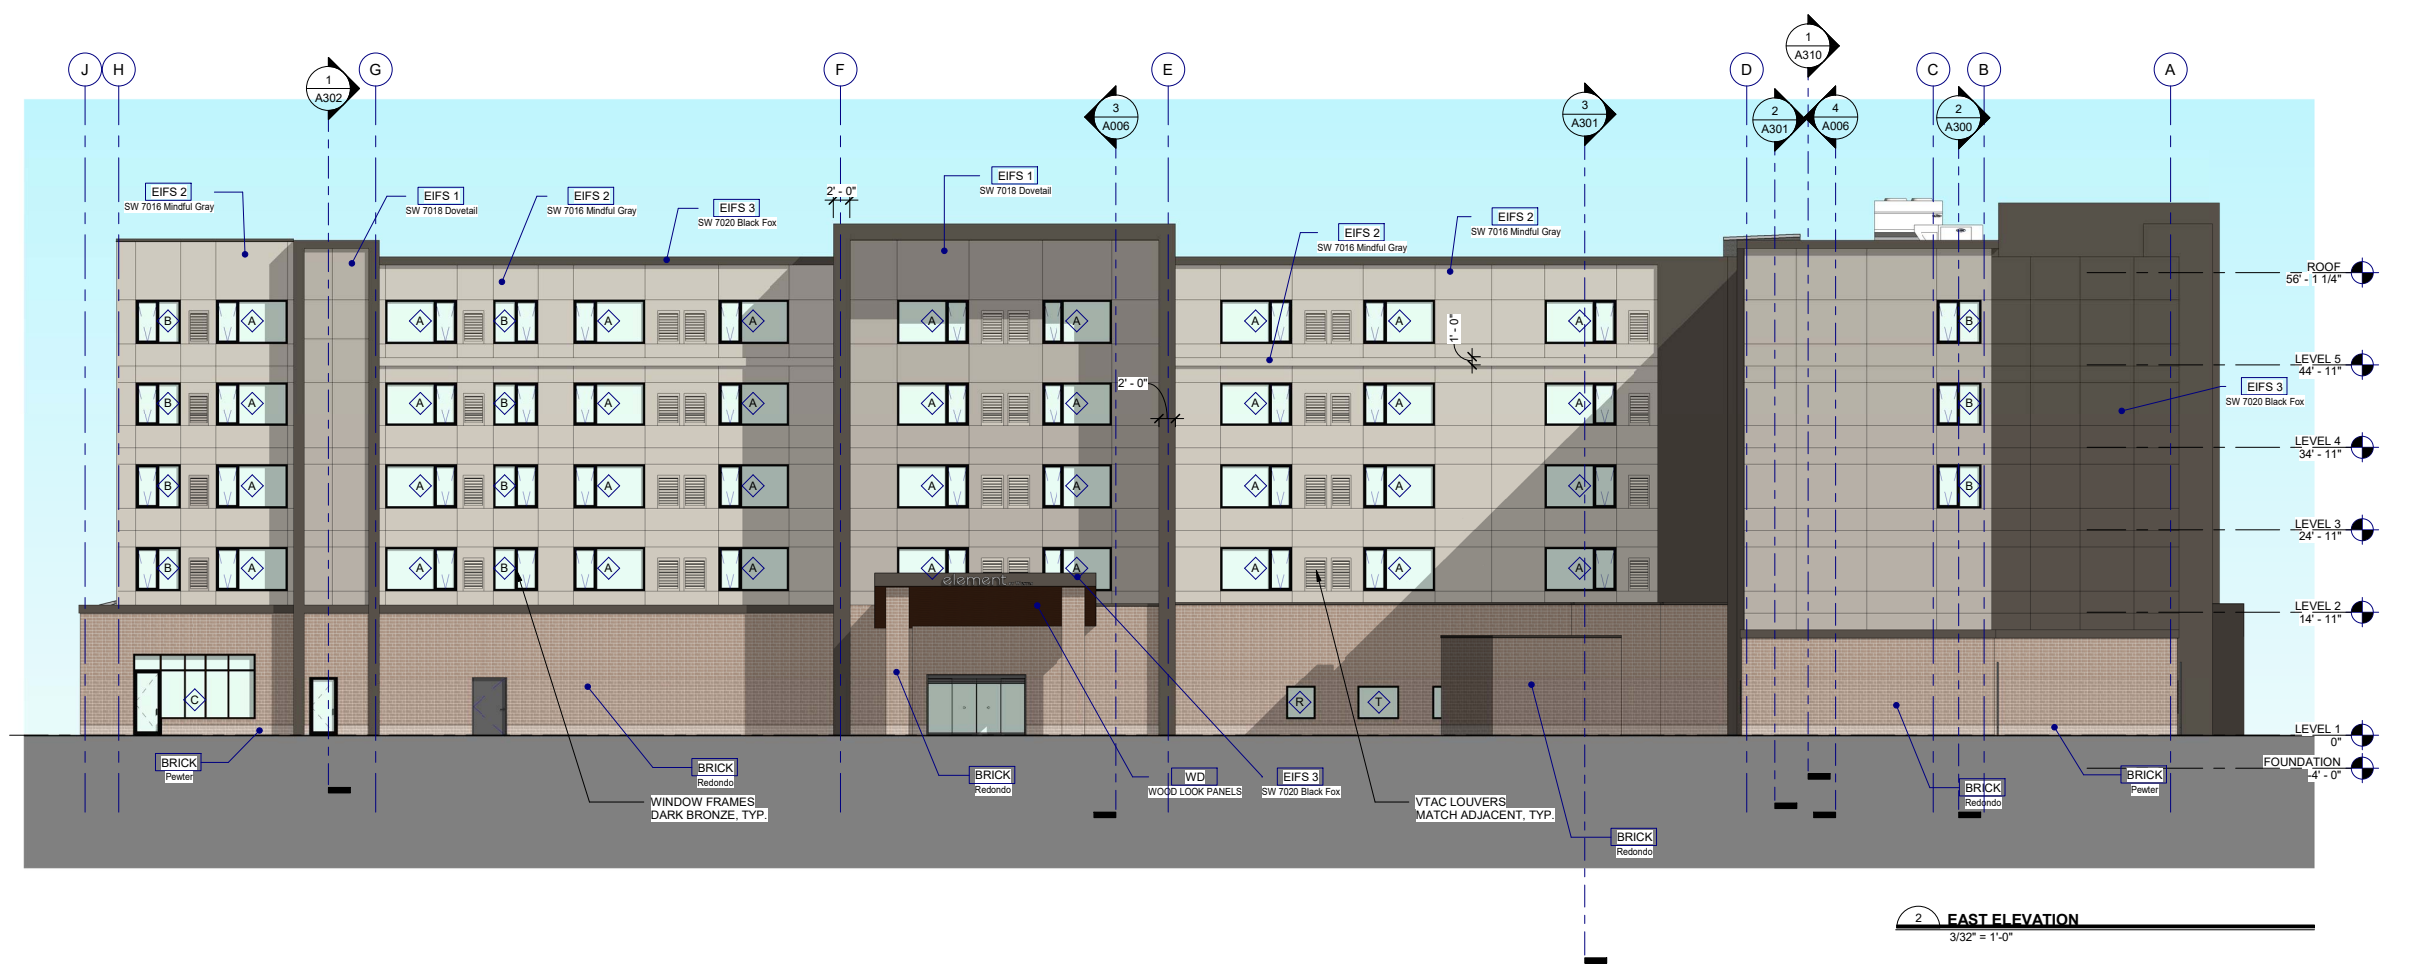 J
H
G
F
E
D
C
B
A
1
A302
3
A006
3
A301
1
A310
2
A301
4
A006
2
A300
EIFS 2
SW 7016 Mindful Gray
EIFS 1
SW 7018 Dovetail
EIFS 2
SW 7016 Mindful Gray
EIFS 3
SW 7020 Black Fox
2' - 0"
EIFS 1
SW 7018 Dovetail
EIFS 2
SW 7016 Mindful Gray
EIFS 2
SW 7016 Mindful Gray
ROOF
56' - 1 1/4"
B A A B A A A A A A A B
1' - 0"
LEVEL 5
44' - 11"
2' - 0"
EIFS 3
SW 7020 Black Fox
B A A B A A A A A A A B
LEVEL 4
34' - 11"
B A A B A A A A A A A B
LEVEL 3
24' - 11"
B A A B A A A A A A A
element
LEVEL 2
14' - 11"
C
R
T
LEVEL 1
0"
FOUNDATION
-4' - 0"
BRICK
Pewter
BRICK
Redondo
BRICK
Redondo
WD
WOOD LOOK PANELS
EIFS 3
SW 7020 Black Fox
BRICK
Redondo
BRICK
Pewter
WINDOW FRAMES
DARK BRONZE, TYP.
VTAC LOUVERS
MATCH ADJACENT, TYP.
BRICK
Redondo
2
EAST ELEVATION
3/32" = 1'-0"